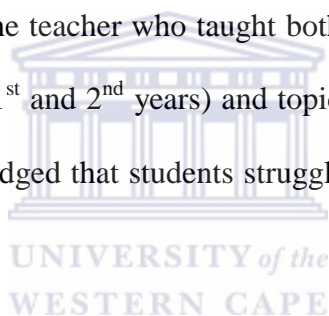 ne teacher who taught both
st and 2nd years) and topic
dged that students struggl
UNIVERSITY of the
WESTERN CAPE